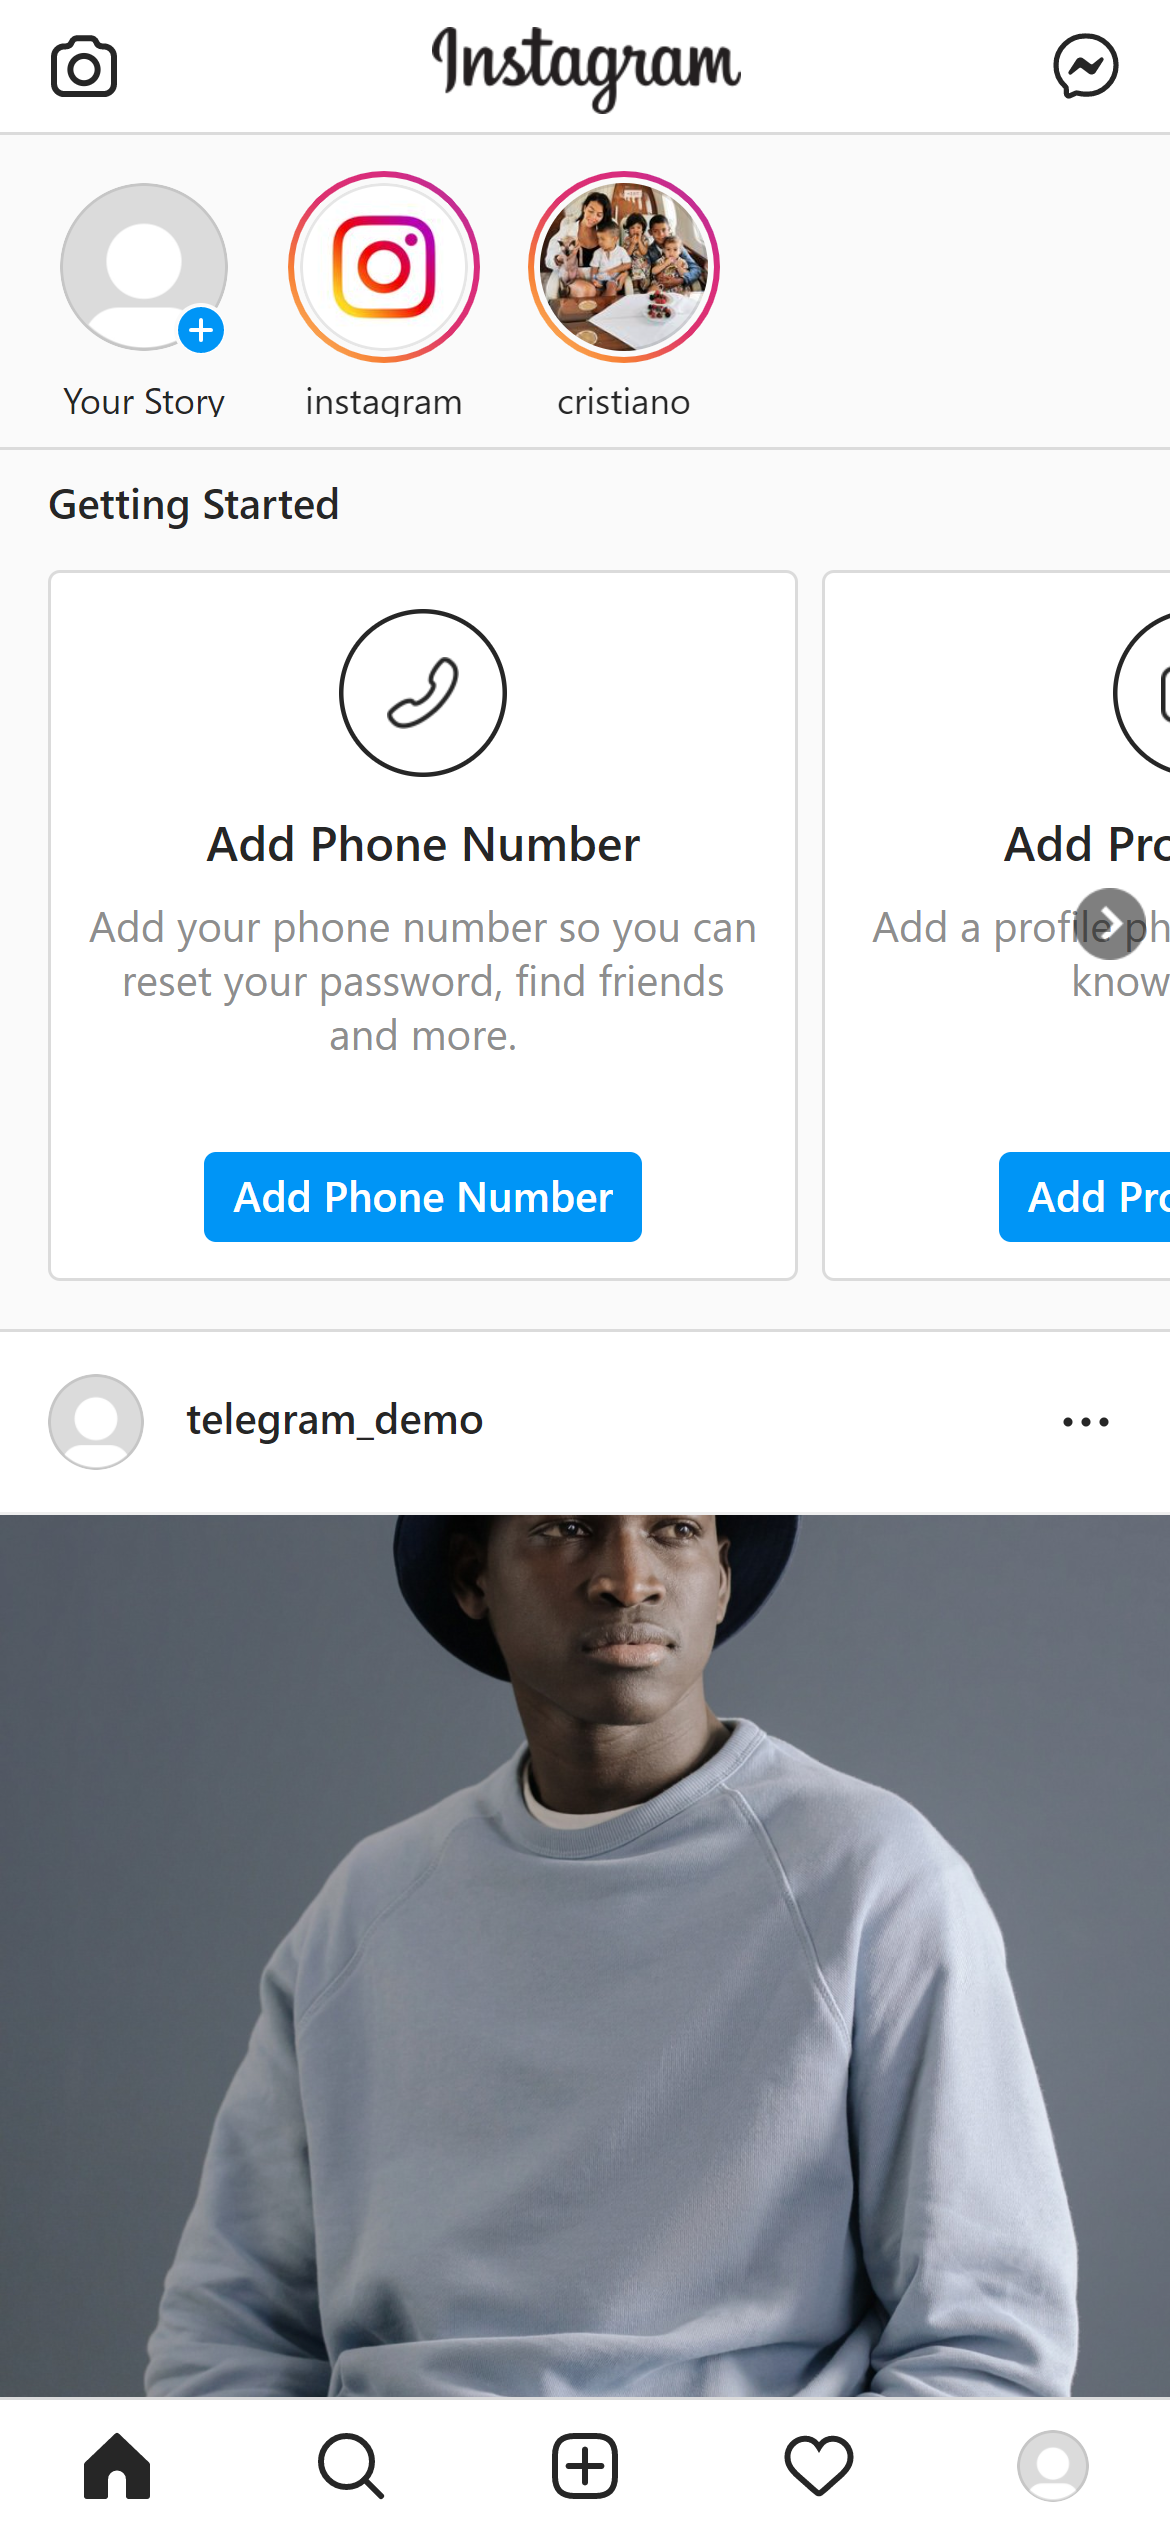 Instagram
Your Story
instagram
cristiano
Getting Started
Add Phone Number
Add your phone number so you can
reset your password, find friends
and more.
Add Phone Number
Add Pro
Add a profile ph
know
Add Pro
telegram_demo